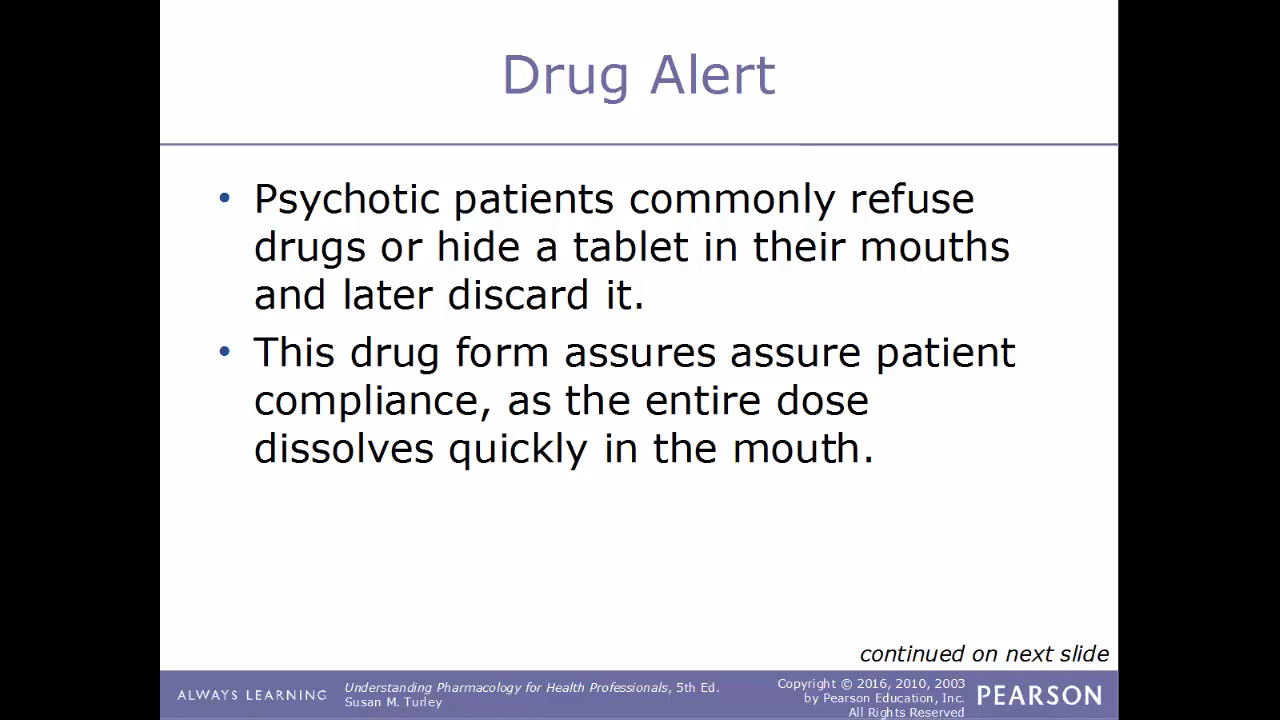 Drug Alert
• Psychotic patients commonly refuse
drugs or hide a tablet in their mouths
and later discard it.
• This drug form assures assure patient
compliance, as the entire dose
dissolves quickly in the mouth.
continued on next slide
ALWAYS LEARNING
Understanding Pharmacology for Health Professionals, 5th Ed.
Susan M. Turley
Copyright © 2016, 2010, 2003
by Pearson Education, Inc.
All Rights Reserved
PEARSON